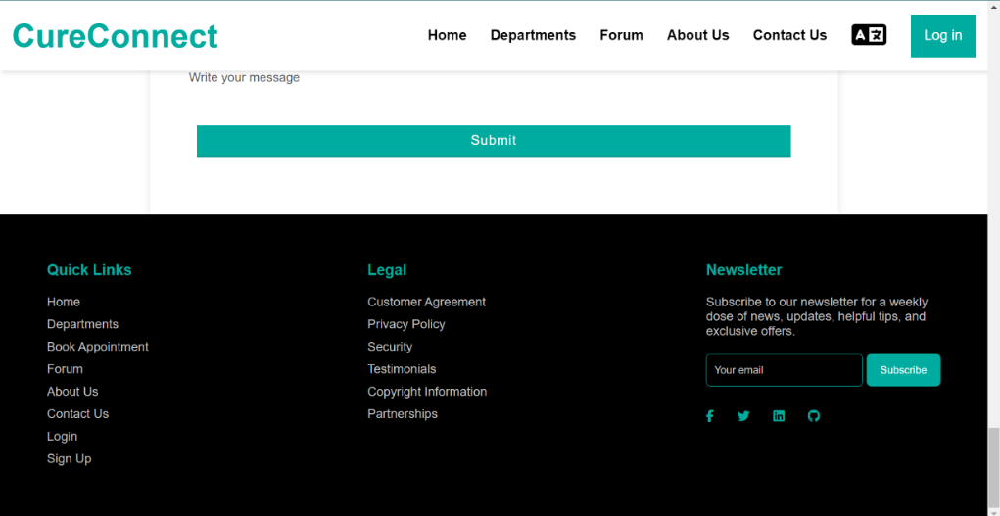 CureConnect
Home Departments Forum About Us Contact Us A 文 Log in
Write your message
Submit
Quick Links
Home
Departments
Book Appointment
Forum
About Us
Contact Us
Login
Sign Up
Legal
Customer Agreement
Privacy Policy
Security
Testimonials
Copyright Information
Partnerships
Newsletter
Subscribe to our newsletter for a weekly
dose of news, updates, helpful tips, and
exclusive offers.
Your email Subscribe